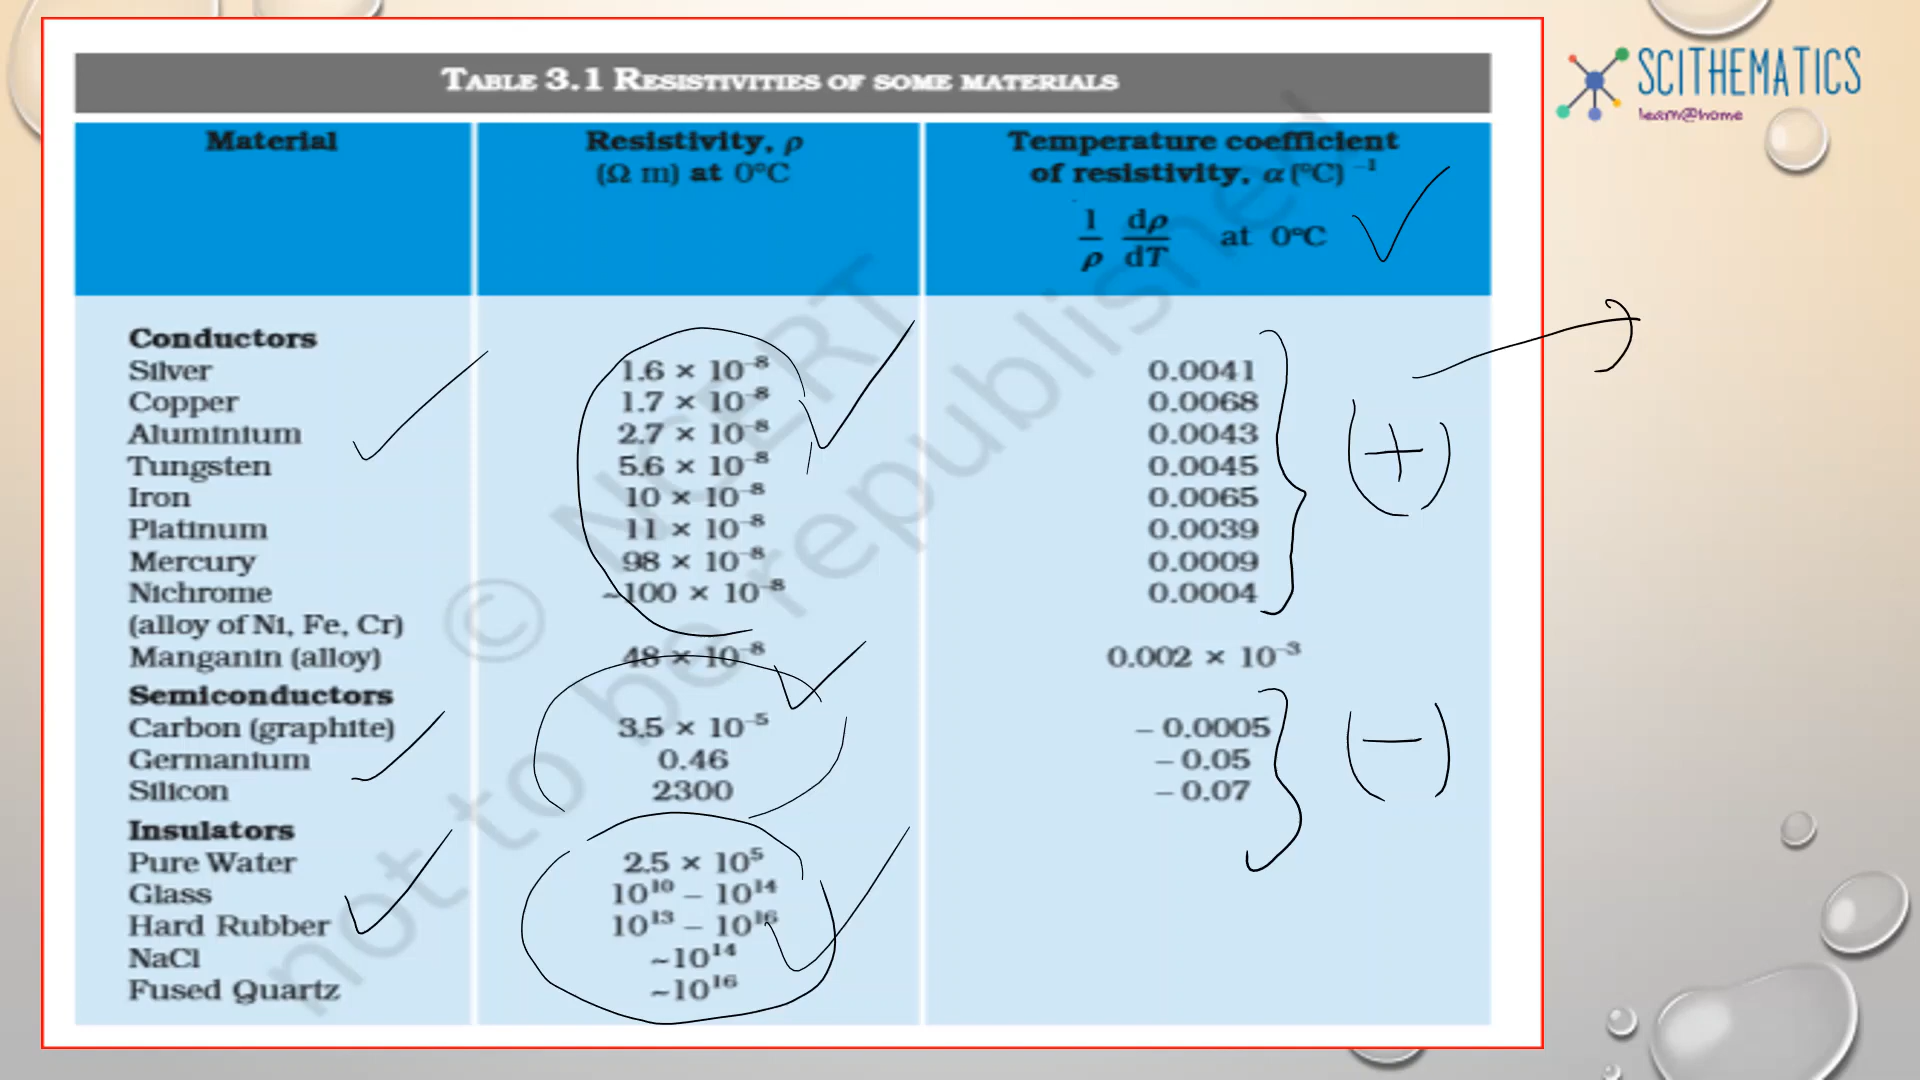 SCITHEMATICS
learn@home
TABLE 3.1 RESISTIVITIES OF SOME MATERIALS
Material Resistivity, ρ Temperature coefficient
(Ω m) at 0°C of resistivity, α (°C) ⁻¹
1/ρ dρ/dT at 0°C
Conductors
Silver 1.6 × 10⁻⁸ 0.0041
Copper 1.7 × 10⁻⁸ 0.0068
Aluminium 2.7 × 10⁻⁸ 0.0043
Tungsten 5.6 × 10⁻⁸ 0.0045
Iron 10 × 10⁻⁸ 0.0065
Platinum 11 × 10⁻⁸ 0.0039
Mercury 98 × 10⁻⁸ 0.0009
Nichrome ~100 × 10⁻⁸ 0.0004
(alloy of Ni, Fe, Cr)
Manganin (alloy) 48 × 10⁻⁸ 0.002 × 10⁻³
Semiconductors
Carbon (graphite) 3.5 × 10⁻⁵ – 0.0005
Germanium 0.46 – 0.05
Silicon 2300 – 0.07
Insulators
Pure Water 2.5 × 10⁵
Glass 10¹⁰ – 10¹⁴
Hard Rubber 10¹³ – 10¹⁶
NaCl ~10¹⁴
Fused Quartz ~10¹⁶
(+)
(–)
© NCERT
not to be republished